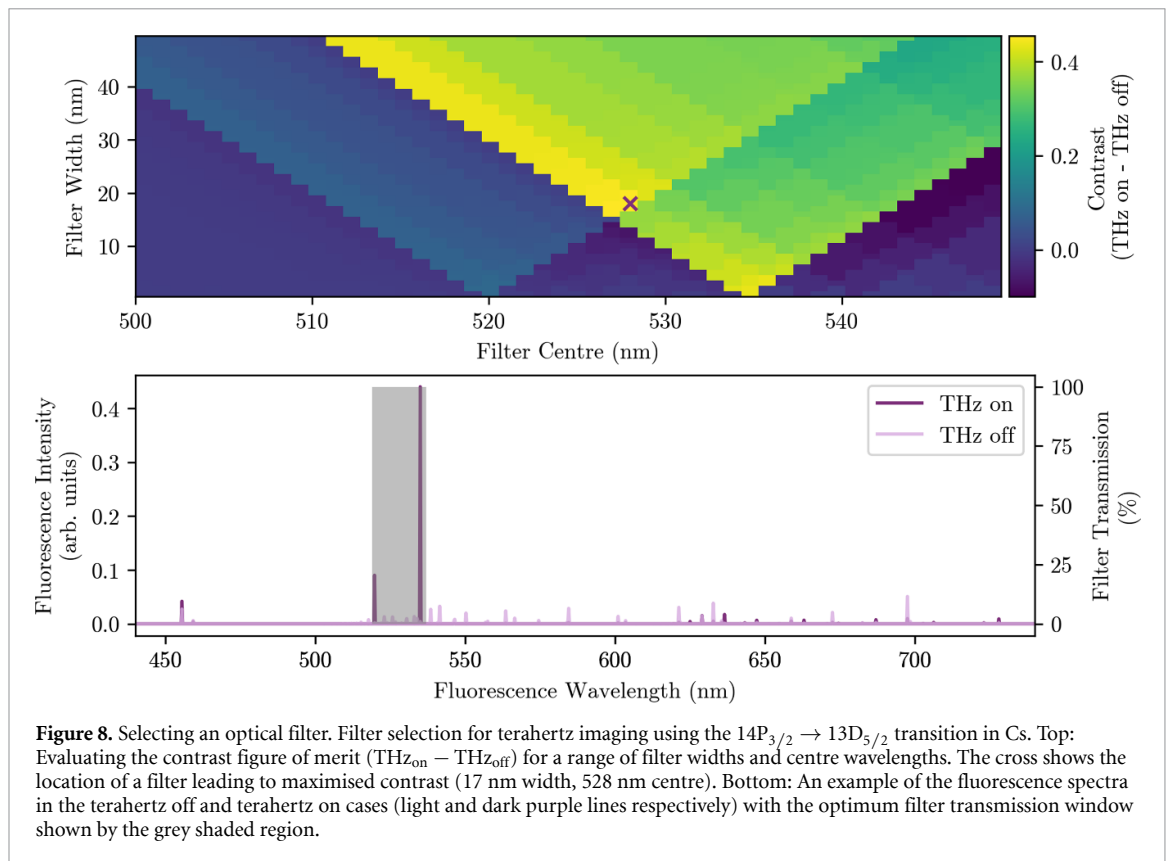 40
30
20
10
Filter Width (nm)
500 510 520 530 540
Filter Centre (nm)
0.4
0.2
0.0
Contrast
(THz on - THz off)
0.4
0.3
0.2
0.1
0.0
Fluorescence Intensity
(arb. units)
THz on
THz off
100
75
50
25
0
Filter Transmission
(%)
450 500 550 600 650 700
Fluorescence Wavelength (nm)
Figure 8. Selecting an optical filter. Filter selection for terahertz imaging using the 14P₃/₂ → 13D₅/₂ transition in Cs. Top:
Evaluating the contrast figure of merit (THzₒₙ − THz_off) for a range of filter widths and centre wavelengths. The cross shows the
location of a filter leading to maximised contrast (17 nm width, 528 nm centre). Bottom: An example of the fluorescence spectra
in the terahertz off and terahertz on cases (light and dark purple lines respectively) with the optimum filter transmission window
shown by the grey shaded region.